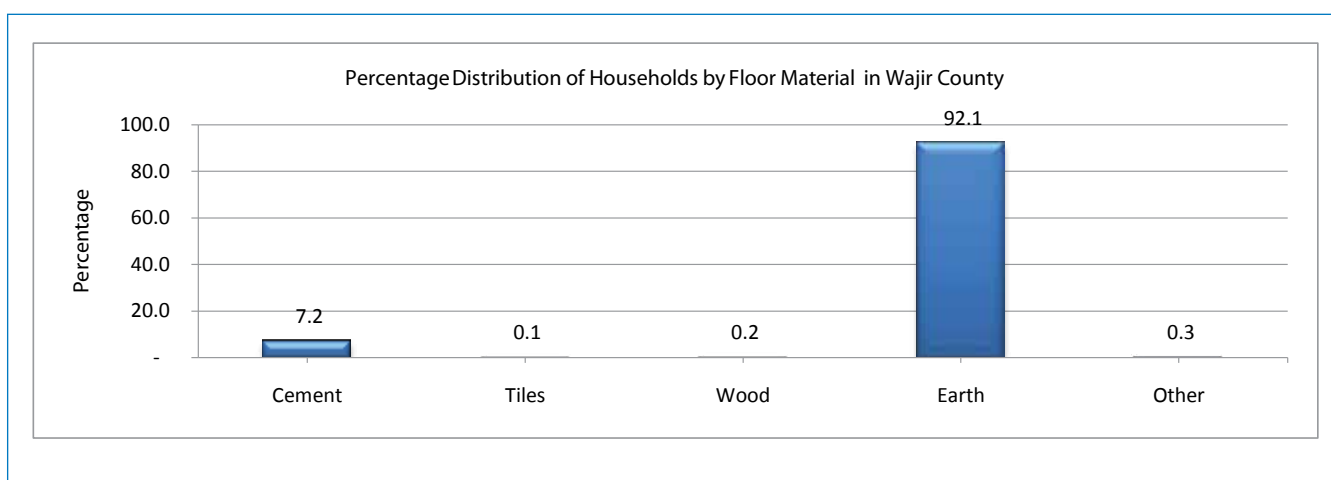 Percentage Distribution of Households by Floor Material in Wajir County
Percentage
100.0
80.0
60.0
40.0
20.0
-
7.2
0.1
0.2
92.1
0.3
Cement
Tiles
Wood
Earth
Other